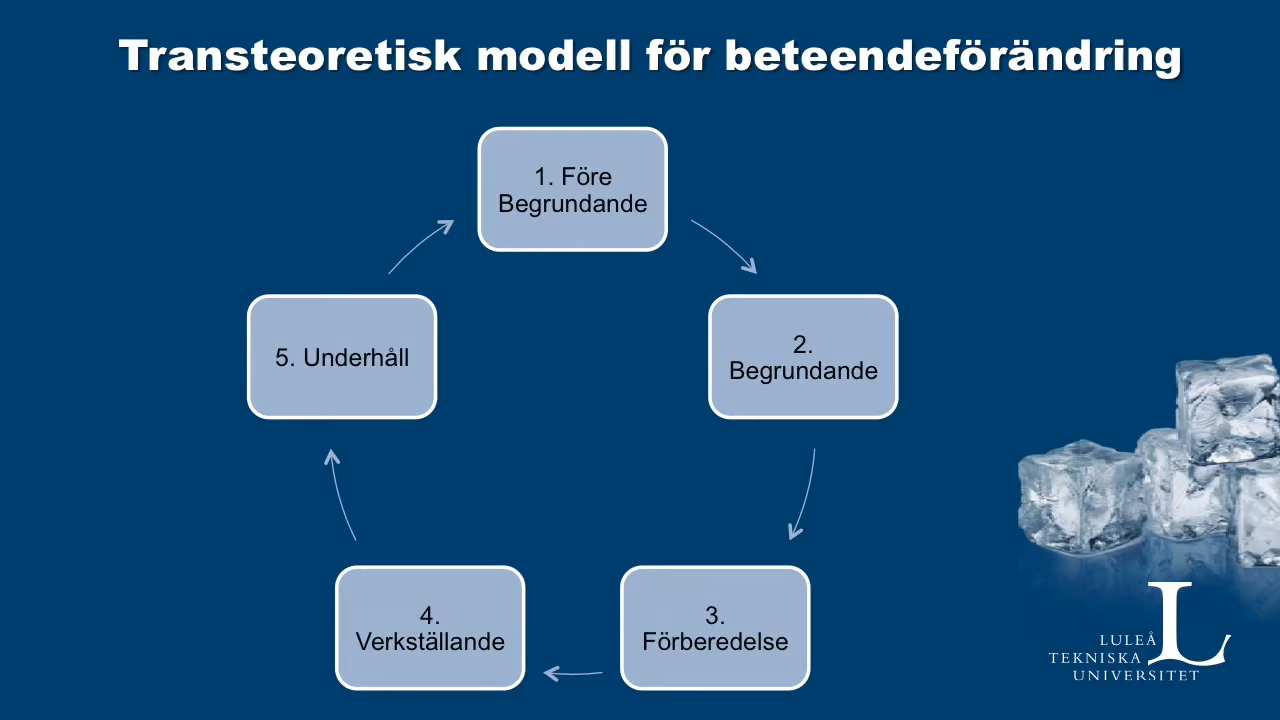 Transteoretisk modell för beteendeförändring
1. Före
Begrundande
2.
Begrundande
3.
Förberedelse
4.
Verkställande
5. Underhåll
LULEÅ
TEKNISKA
UNIVERSITET
L